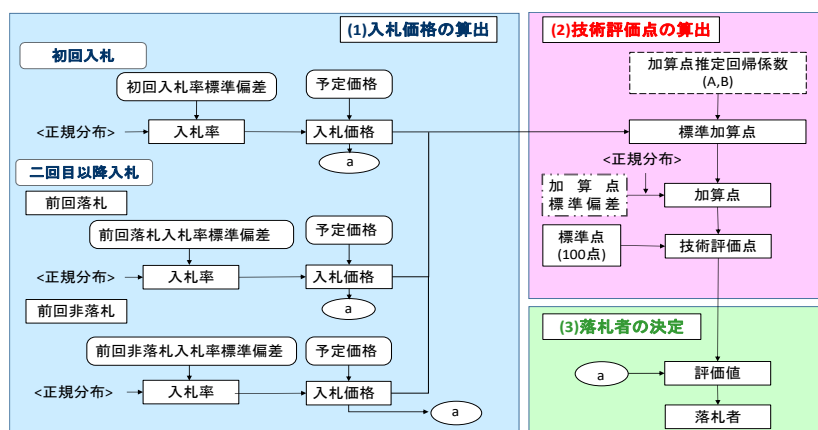 (1)入札価格の算出
初回入札
初回入札率標準偏差
予定価格
<正規分布>
入札率
入札価格
a
二回目以降入札
前回落札
前回落札入札率標準偏差
予定価格
<正規分布>
入札率
入札価格
a
前回非落札
前回非落札入札率標準偏差
予定価格
<正規分布>
入札率
入札価格
a
(2)技術評価点の算出
加算点推定回帰係数
(A,B)
標準加算点
<正規分布>
加 算 点
標準偏差
加算点
標準点
(100点)
技術評価点
(3)落札者の決定
a
評価値
落札者